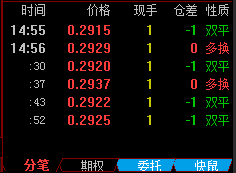 时间 价格 现手 仓差 性质
14:55 0.2915 1 -1 双平
14:56 0.2929 1 0 多换
:30 0.2920 1 -1 双平
:37 0.2937 1 0 多换
:43 0.2922 1 -1 双平
:52 0.2925 1 -1 双平
分笔 期权 委托 快鼠